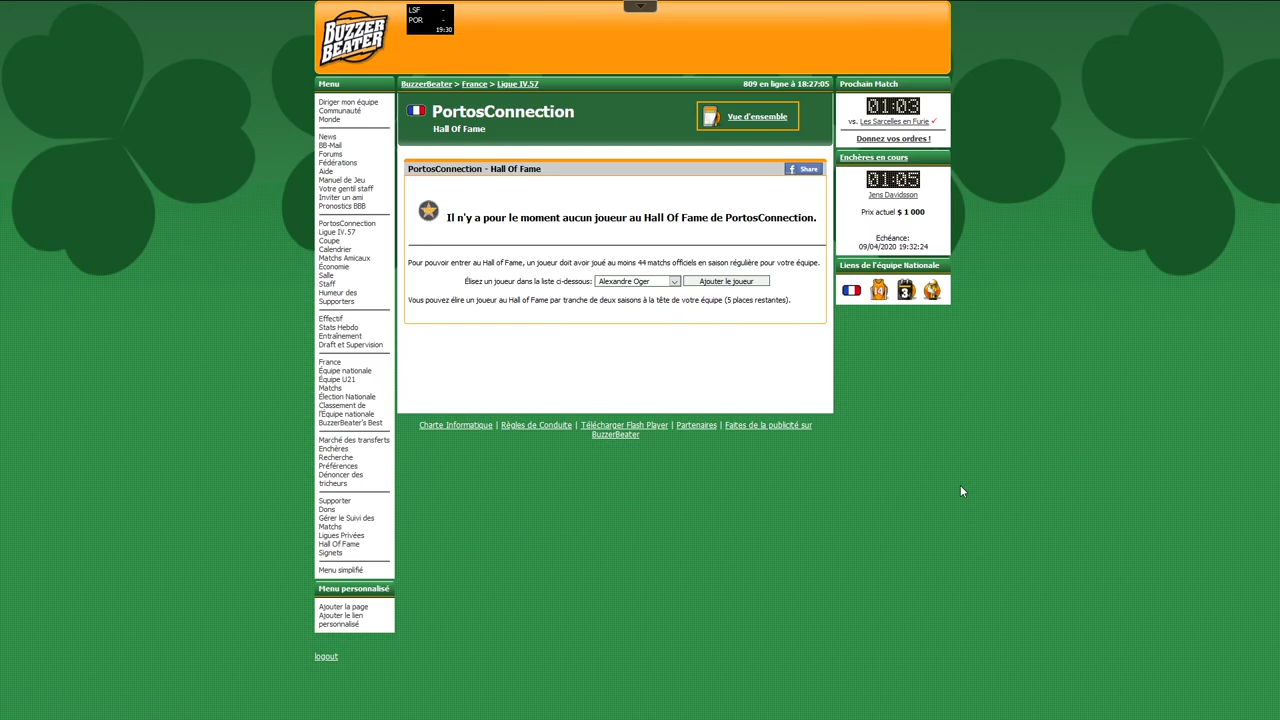 BUZZER
BEATER
LSF -
POR -
19:30
Menu
Diriger mon équipe
Communauté
Monde
News
BB-Mail
Forums
Fédérations
Aide
Manuel de Jeu
Votre gentil staff
Inviter un ami
Pronostics BBB
PortosConnection
Ligue IV.57
Coupe
Calendrier
Matchs Amicaux
Économie
Salle
Staff
Humeur des
Supporters
Effectif
Stats Hebdo
Entraînement
Draft et Supervision
France
Équipe nationale
Équipe U21
Matchs
Élection Nationale
Classement de
l'Équipe nationale
BuzzerBeater's Best
Marché des transferts
Enchères
Recherche
Préférences
Dénoncer des
tricheurs
Supporter
Dons
Gérer le Suivi des
Matchs
Ligues Privées
Hall Of Fame
Signets
Menu simplifié
Menu personnalisé
Ajouter la page
Ajouter le lien
personnalisé
logout
BuzzerBeater > France > Ligue IV.57 809 en ligne à 18:27:05
PortosConnection
Hall Of Fame
Vue d'ensemble
PortosConnection - Hall Of Fame
f Share
Il n'y a pour le moment aucun joueur au Hall Of Fame de PortosConnection.
Pour pouvoir entrer au Hall of Fame, un joueur doit avoir joué au moins 44 matchs officiels en saison régulière pour votre équipe.
Élisez un joueur dans la liste ci-dessous: Alexandre Oger Ajouter le joueur
Vous pouvez élire un joueur au Hall of Fame par tranche de deux saisons à la tête de votre équipe (5 places restantes).
Charte Informatique | Règles de Conduite | Télécharger Flash Player | Partenaires | Faites de la publicité sur
BuzzerBeater
Prochain Match
01:03
vs. Les Sarcelles en Furie ✓
Donnez vos ordres !
Enchères en cours
01:05
Jens Davidsson
Prix actuel $ 1 000
Echéance:
09/04/2020 19:32:24
Liens de l'équipe Nationale
3